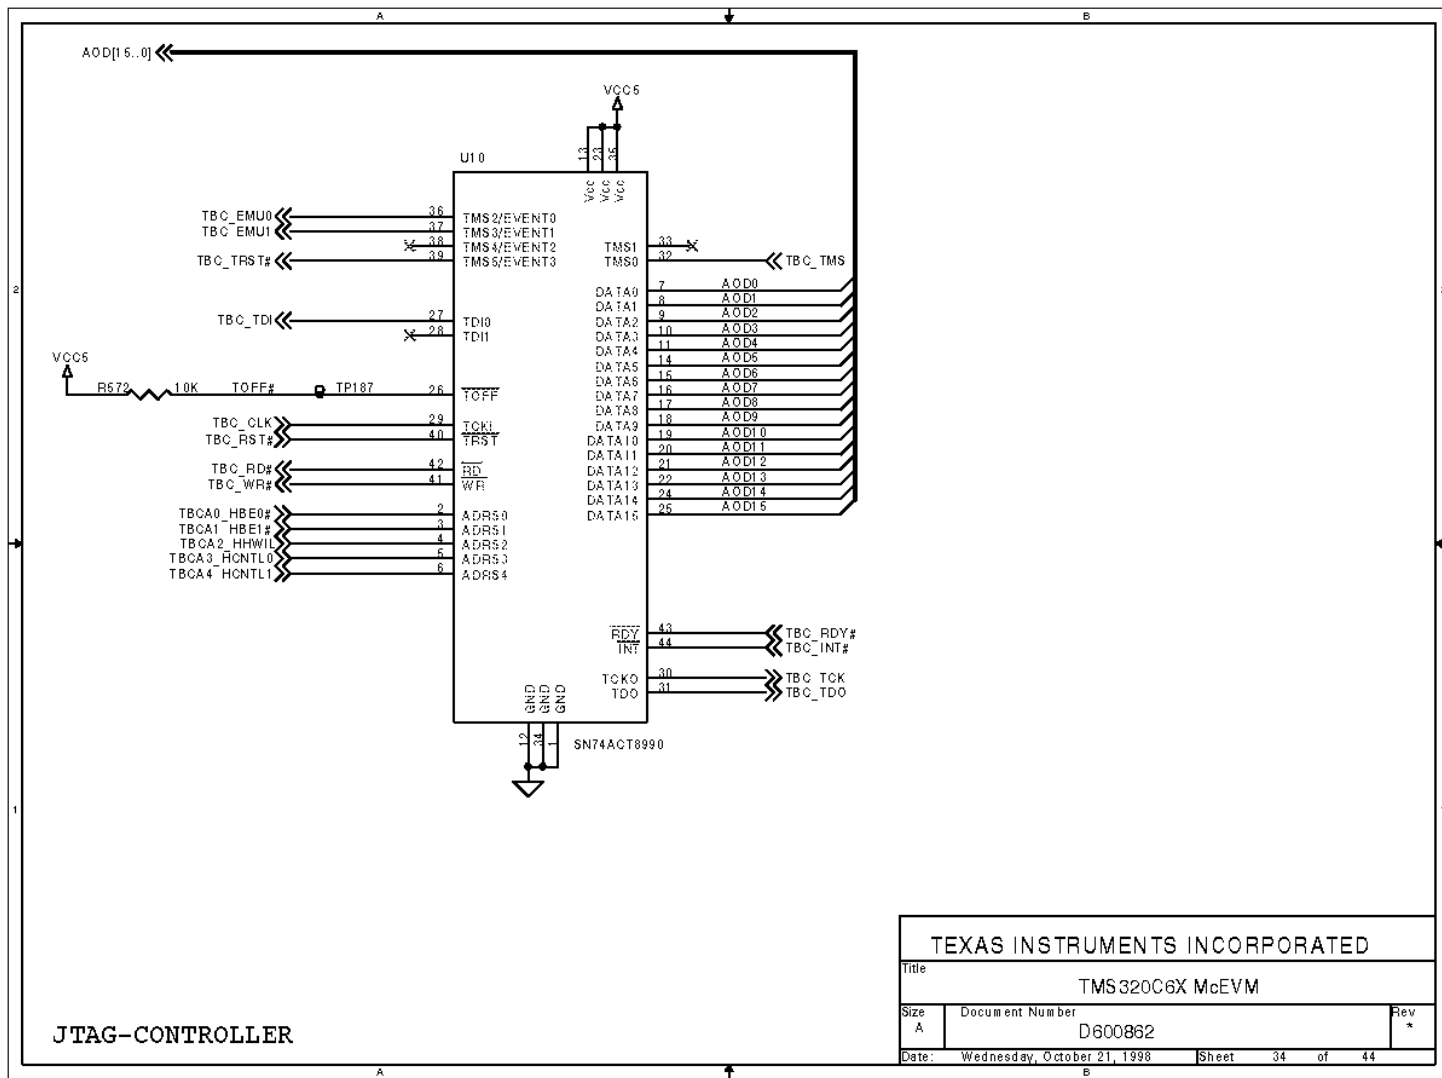 A B
AOD[15..0]
VCC5
13 23 35
U10
Vcc Vcc Vcc
TBC_EMU0 36 TMS2/EVENT0
TBC_EMU1 37 TMS3/EVENT1
38 TMS4/EVENT2 TMS1 33
TBC_TRST# 39 TMS5/EVENT3 TMS0 32 TBC_TMS
2
DATA0 7 AOD0
DATA1 8 AOD1
DATA2 9 AOD2
TBC_TDI 27 TDI0
DATA3 10 AOD3
28 TDI1
DATA4 11 AOD4
VCC5
DATA5 14 AOD5
DATA6 15 AOD6
R572 10K TOFF# TP187 26 TOFF
DATA7 16 AOD7
DATA8 17 AOD8
TBC_CLK 29 TCKI DATA9 18 AOD9
TBC_RST# 40 TRST DATA10 19 AOD10
DATA11 20 AOD11
TBC_RD# 42 RD DATA12 21 AOD12
TBC_WR# 41 WR DATA13 22 AOD13
DATA14 24 AOD14
TBCA0_HBE0# 2 ADRS0 DATA15 25 AOD15
TBCA1_HBE1# 3 ADRS1
TBCA2_HHWIL 4 ADRS2
TBCA3_HCNTL0 5 ADRS3
TBCA4_HCNTL1 6 ADRS4
RDY 43 TBC_RDY#
INT 44 TBC_INT#
TCKO 30 TBC_TCK
TDO 31 TBC_TDO
GND GND GND
12 34 1
SN74ACT8990
1
TEXAS INSTRUMENTS INCORPORATED
Title
TMS320C6X McEVM
Size Document Number Rev
A D600862 *
Date: Wednesday, October 21, 1998 Sheet 34 of 44
JTAG-CONTROLLER
A B